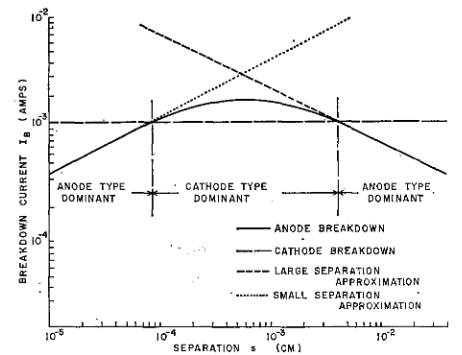 10⁻²
10⁻³
10⁻⁴
BREAKDOWN CURRENT I_B (AMPS)
ANODE TYPE
DOMINANT
CATHODE TYPE
DOMINANT
ANODE TYPE
DOMINANT
ANODE BREAKDOWN
CATHODE BREAKDOWN
LARGE SEPARATION
APPROXIMATION
SMALL SEPARATION
APPROXIMATION
10⁻⁵
10⁻⁴
10⁻³
10⁻²
SEPARATION s (CM)